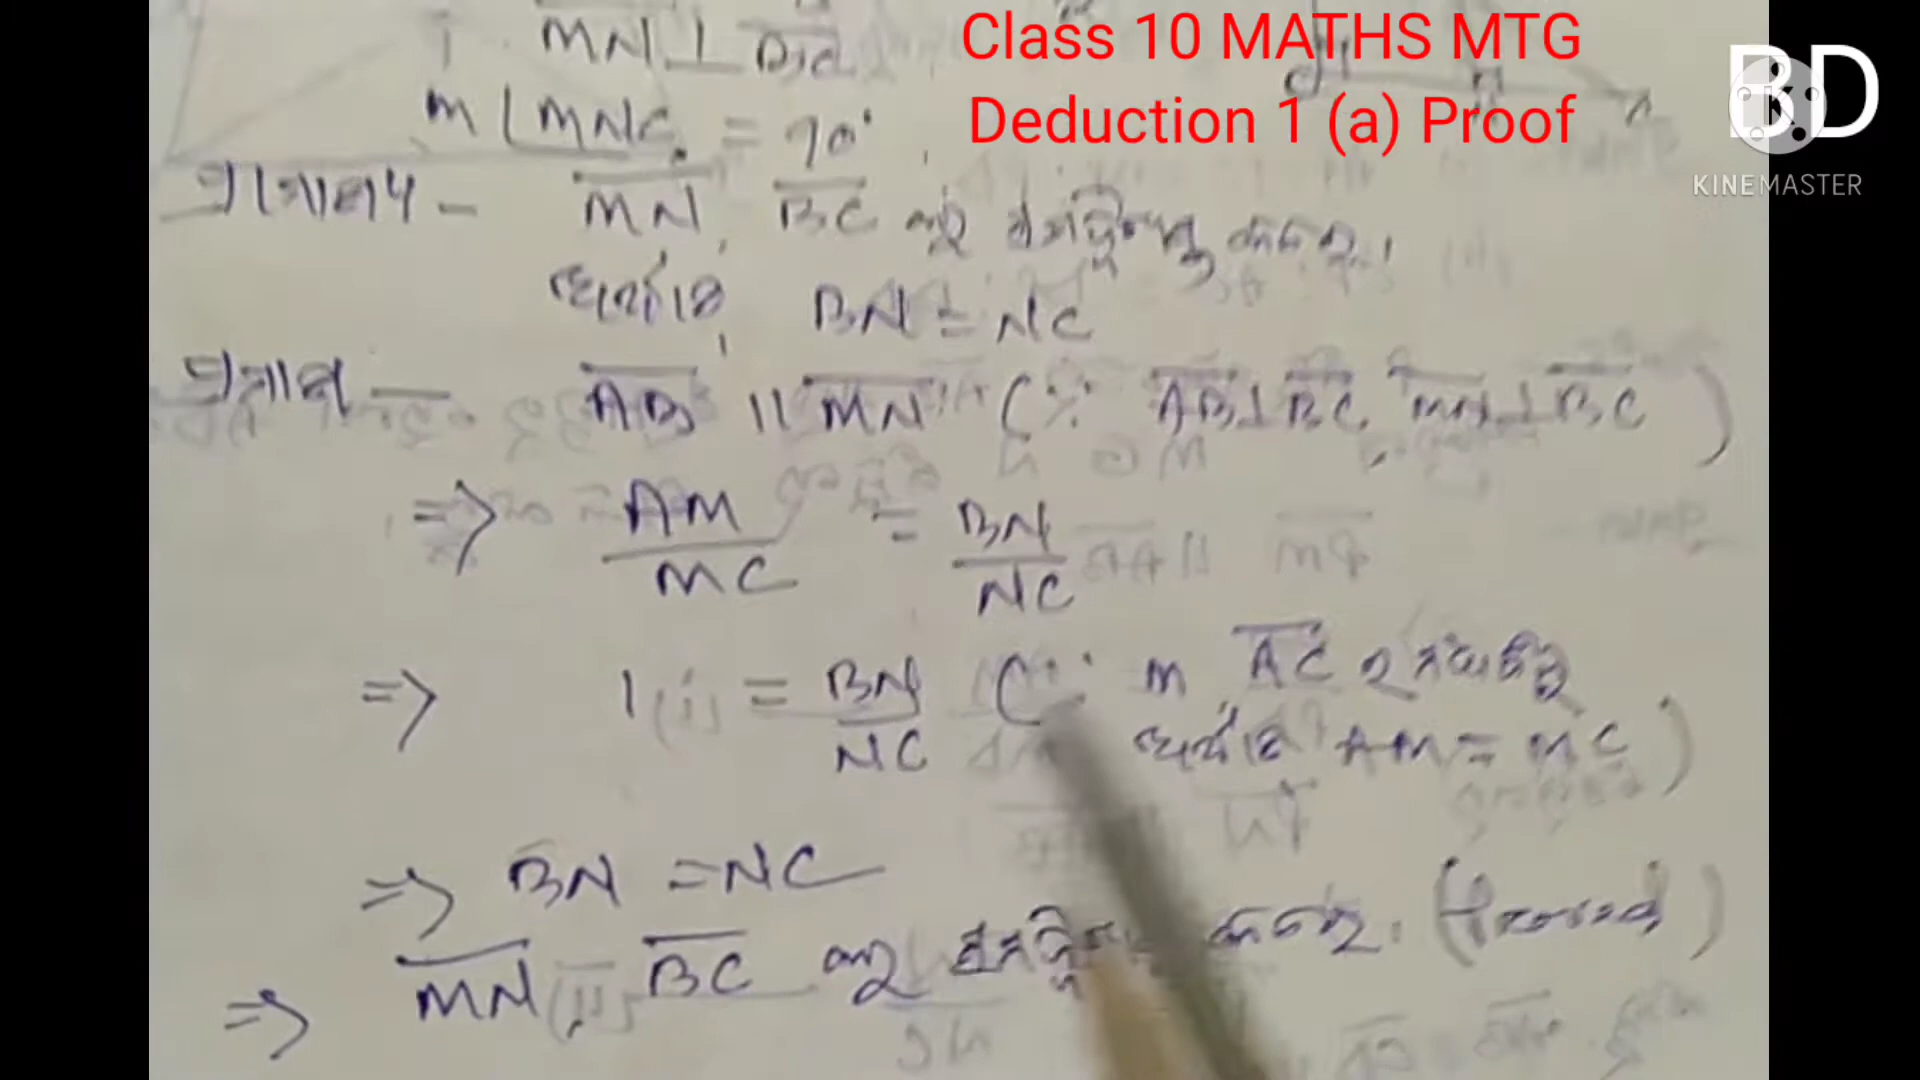 MN ⊥ BC
Class 10 MATHS MTG
BD
m∠MNC = 90°
Deduction 1 (a) Proof
KINEMASTER
ପ୍ରାମାଣ୍ୟ - MN, BC କୁ ସମଦ୍ୱିଖଣ୍ଡ କରେ।
ଅର୍ଥାତ୍ BN = NC
ପ୍ରମାଣ - AB || MN (∵ AB ⊥ BC, MN ⊥ BC)
⇒ AM/MC = BN/NC
⇒ 1 = BN/NC (∵ M, AC ର ମଧ୍ୟବିନ୍ଦୁ
ଅର୍ଥାତ୍ AM = MC)
⇒ BN = NC
⇒ MN, BC କୁ ସମଦ୍ୱିଖଣ୍ଡ କରେ। (Proved)